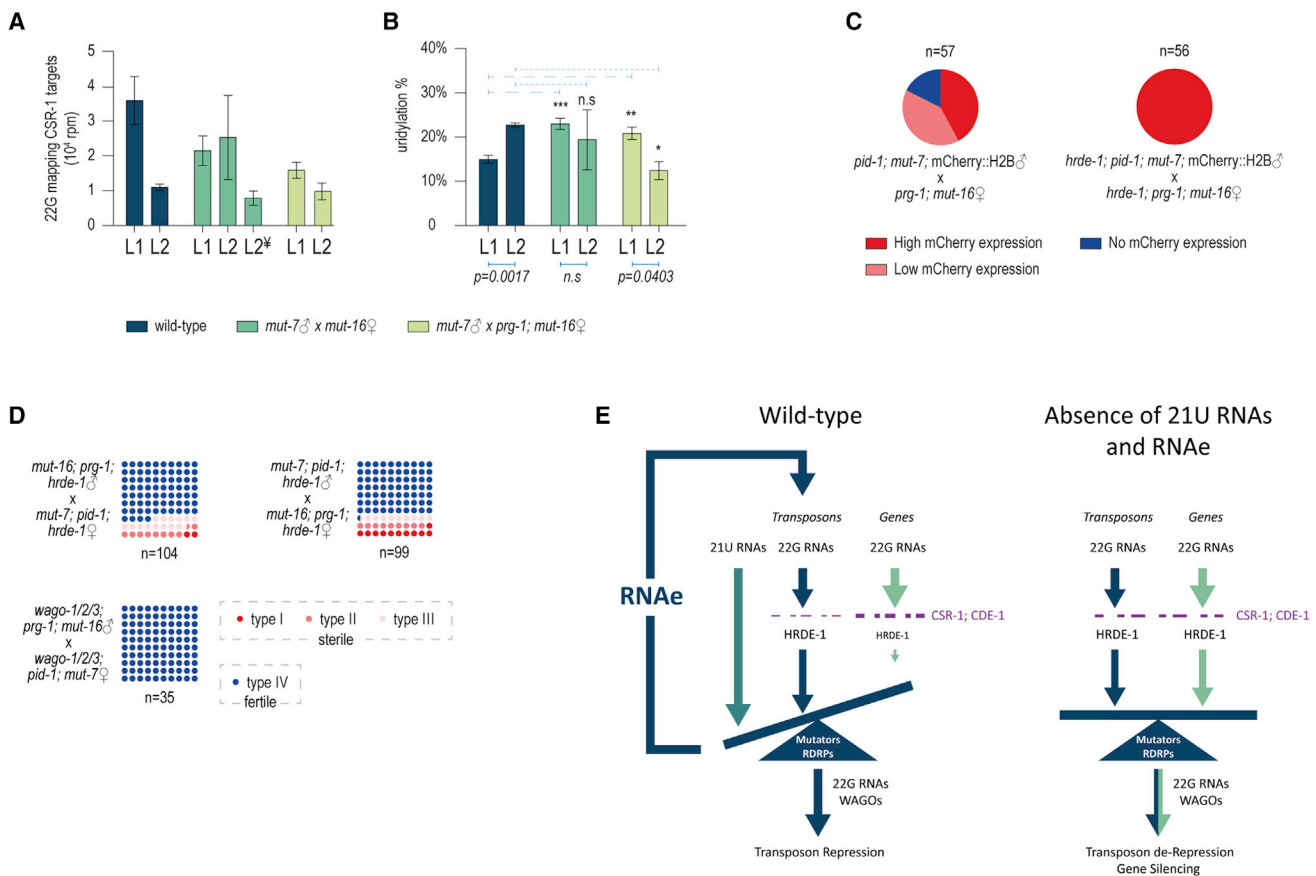 A
22G mapping CSR-1 targets
(10⁴ rpm)
5
4
3
2
1
0
L1 L2 L1 L2 L2¥ L1 L2
B
uridylation %
40%
30%
20%
10%
0
*** n.s ** *
L1 L2 L1 L2 L1 L2
p=0.0017 n.s p=0.0403
wild-type mut-7♂ x mut-16♀ mut-7♂ x prg-1; mut-16♀
C
n=57
pid-1; mut-7; mCherry::H2B♂
x
prg-1; mut-16♀
n=56
hrde-1; pid-1; mut-7; mCherry::H2B♂
x
hrde-1; prg-1; mut-16♀
High mCherry expression No mCherry expression
Low mCherry expression
D
mut-16; prg-1;
hrde-1♂
x
mut-7; pid-1;
hrde-1♀
n=104
mut-7; pid-1;
hrde-1♂
x
mut-16; prg-1;
hrde-1♀
n=99
wago-1/2/3;
prg-1; mut-16♂
x
wago-1/2/3;
pid-1; mut-7♀
n=35
type I type II type III
sterile
type IV
fertile
E
Wild-type
Transposons Genes
21U RNAs 22G RNAs 22G RNAs
RNAe
CSR-1; CDE-1
HRDE-1 HRDE-1
Mutators
RDRPs
22G RNAs
WAGOs
Transposon Repression
Absence of 21U RNAs
and RNAe
Transposons Genes
22G RNAs 22G RNAs
CSR-1; CDE-1
HRDE-1 HRDE-1
Mutators
RDRPs
22G RNAs
WAGOs
Transposon de-Repression
Gene Silencing